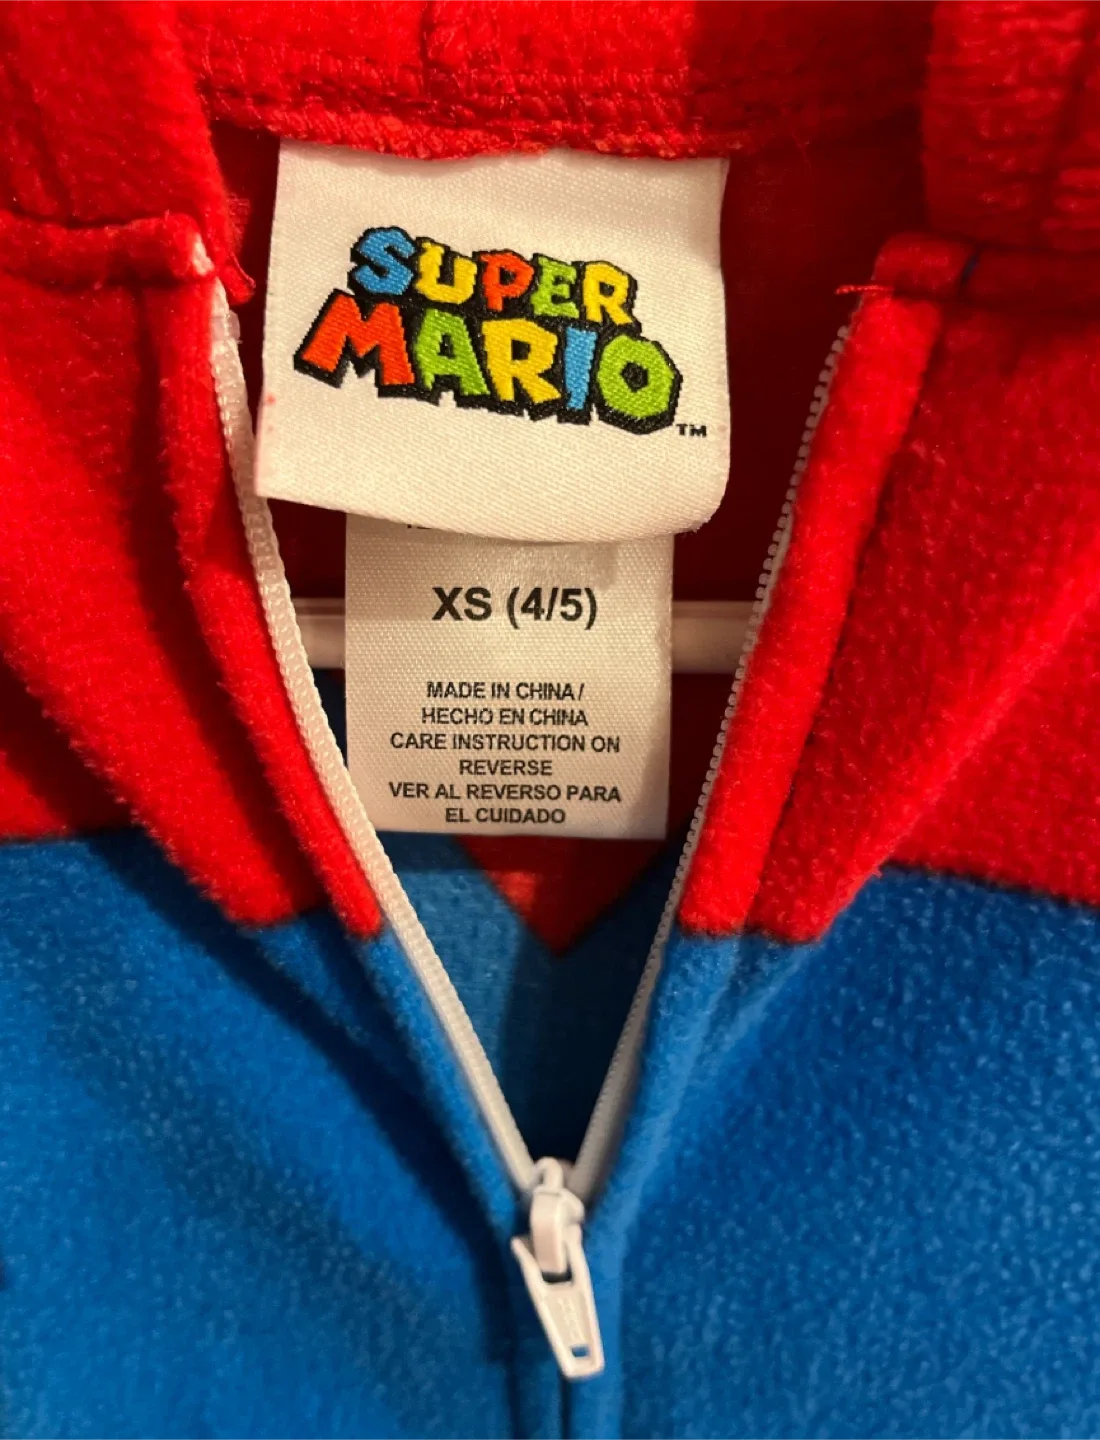 SUPER
MARIO
TM
XS (4/5)
MADE IN CHINA/
HECHO EN CHINA
CARE INSTRUCTION ON
REVERSE
VER AL REVERSO PARA
EL CUIDADO